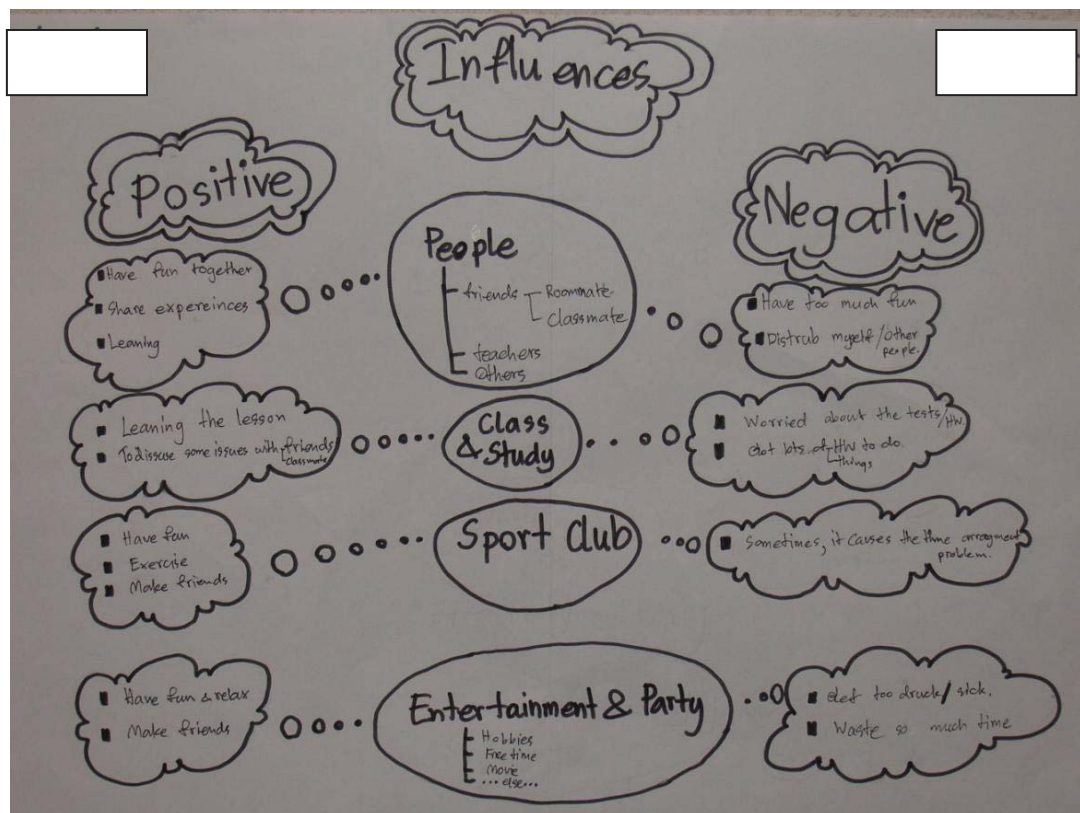 Influences
Positive
Negative
People
friends
Roommate
Classmate
teachers
others
Have fun together
Share expereinces
Leaning
Have too much fun
Distrub myself/other
people.
Class
& Study
Leaning the lesson
To discuse some issues with friends
classmate
Worried about the tests/HW.
Got lots of HW to do.
things
Sport Club
Have fun
Exercise
Make friends
Sometimes, it causes the time arragment
problem.
Entertainment & Party
Hobbies
Free time
Movie
...else...
Have fun & relax
Make friends
Get too druck/sick.
Waste so much time